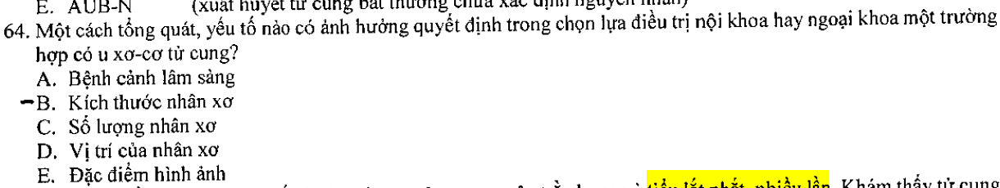 E. AUB-N (xuất huyết tử cung bất thường chưa xác định nguyên nhân)
64. Một cách tổng quát, yếu tố nào có ảnh hưởng quyết định trong chọn lựa điều trị nội khoa hay ngoại khoa một trường
hợp có u xơ-cơ tử cung?
A. Bệnh cảnh lâm sàng
B. Kích thước nhân xơ
C. Số lượng nhân xơ
D. Vị trí của nhân xơ
E. Đặc điểm hình ảnh
tiểu lắt nhắt nhiều lần. Khám thấy tử cung